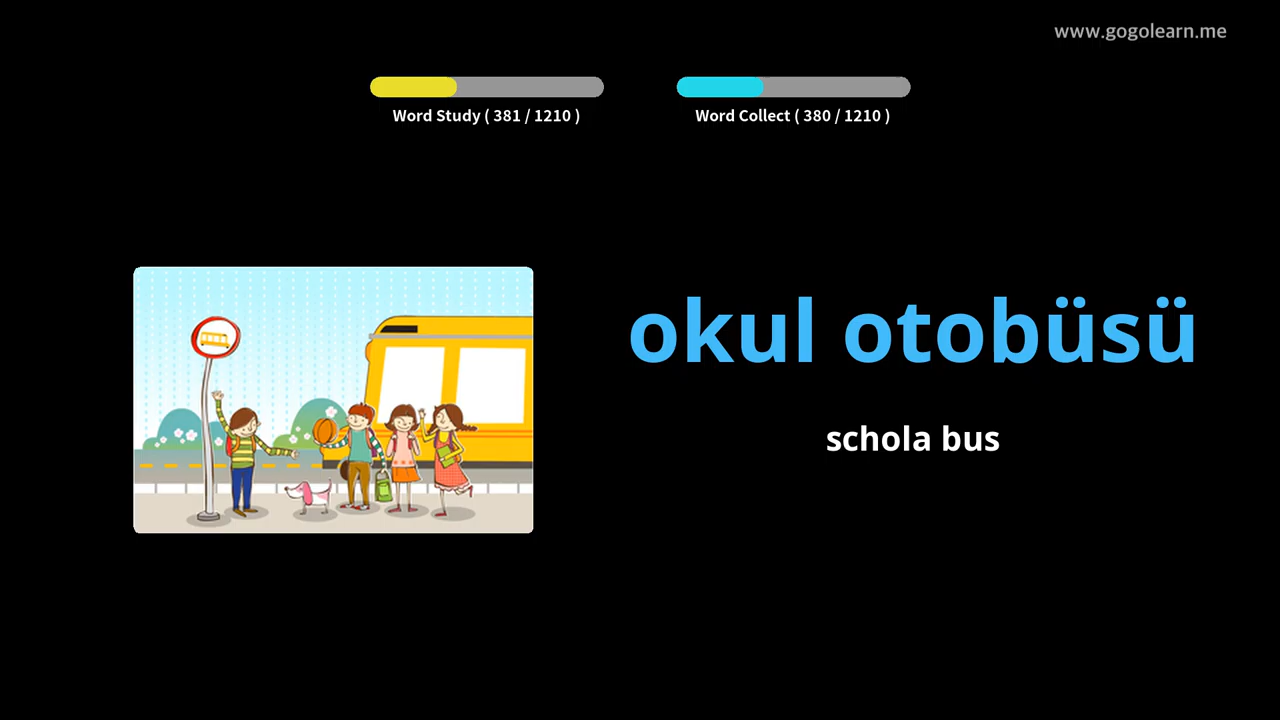 www.gogolearn.me
Word Study ( 381 / 1210 )
Word Collect ( 380 / 1210 )
okul otobüsü
schola bus